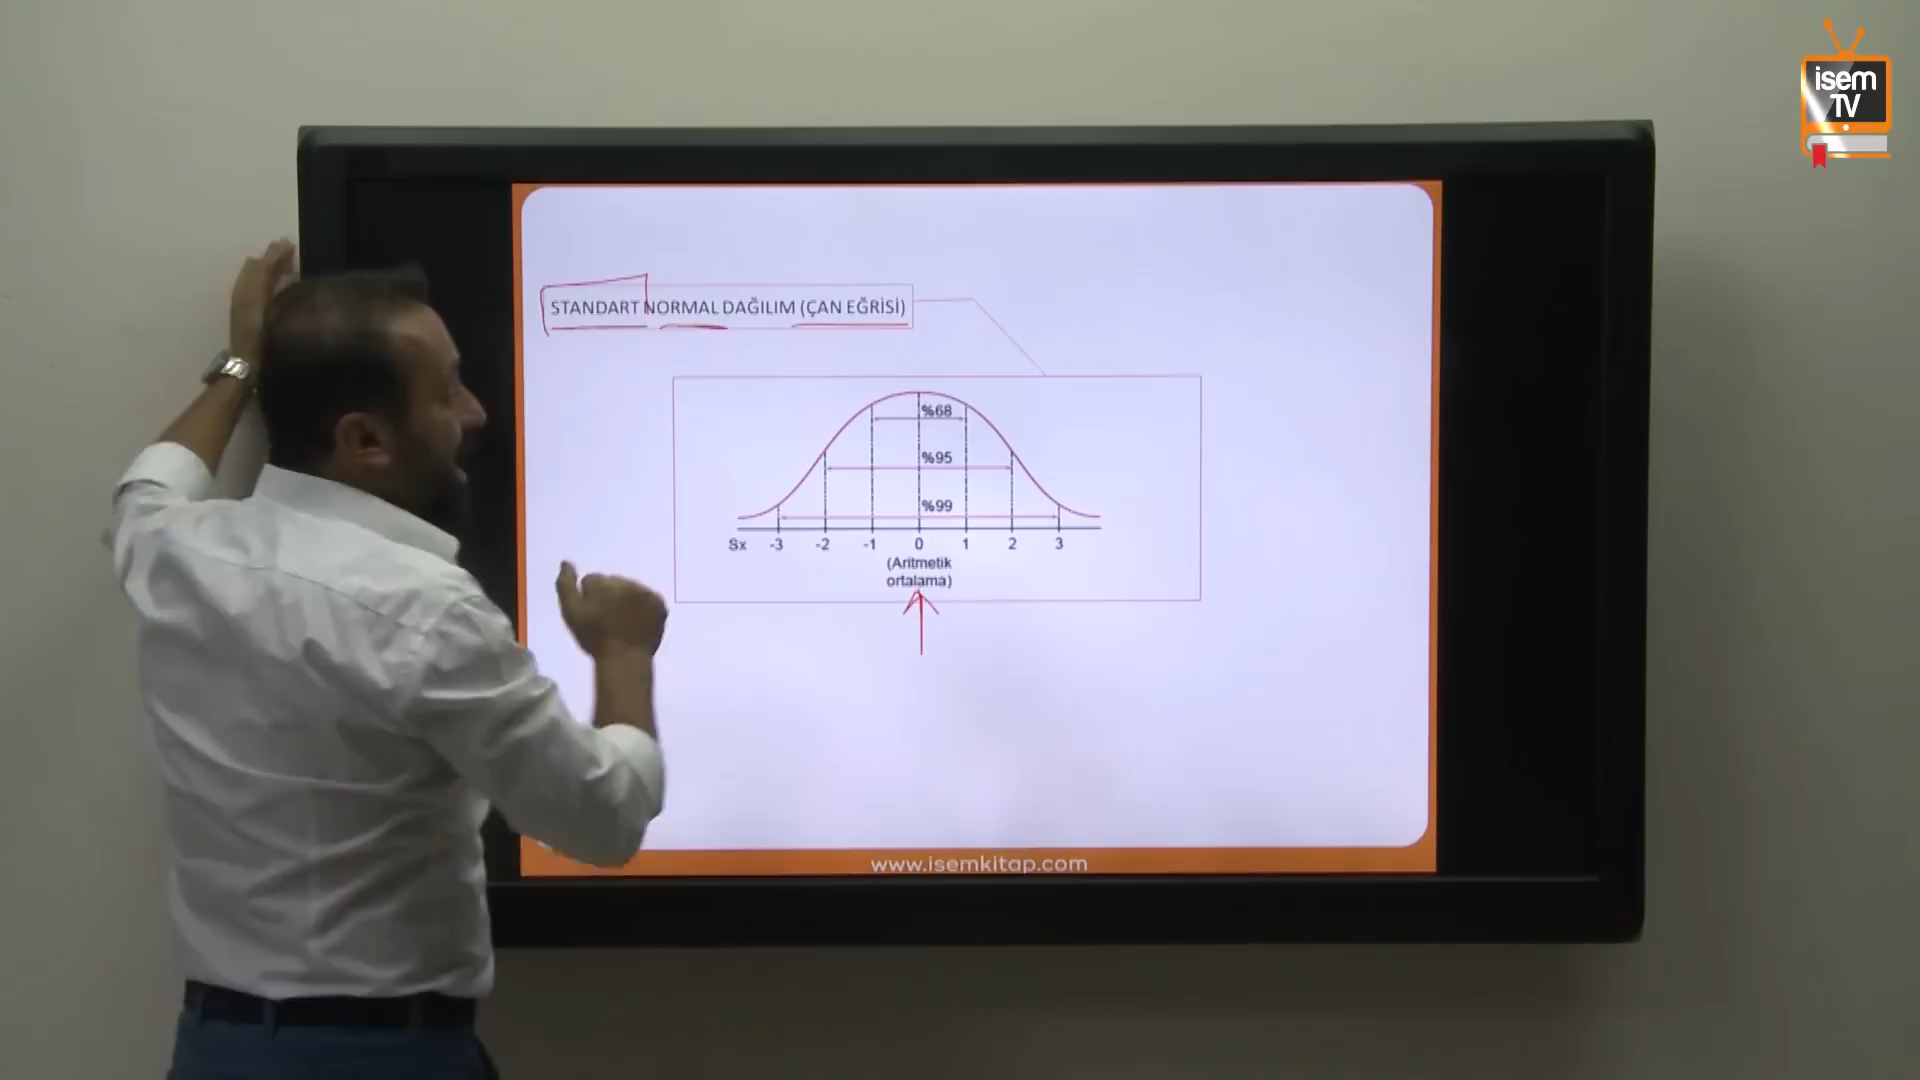 isem
TV
STANDART NORMAL DAĞILIM (ÇAN EĞRİSİ)
%68
%95
%99
Sx -3 -2 -1 0 1 2 3
(Aritmetik
ortalama)
www.isemkitap.com